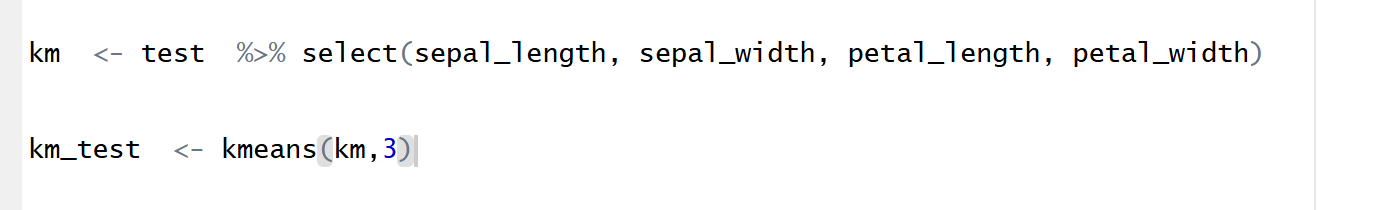 km  <- test  %>% select(sepal_length, sepal_width, petal_length, petal_width)
km_test  <- kmeans(km,3)